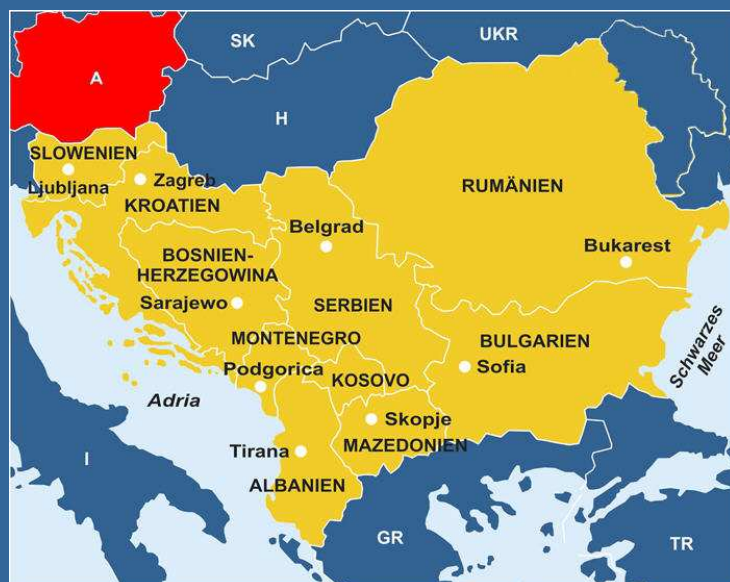 SK
UKR
A
H
SLOWENIEN
Ljubljana
Zagreb
KROATIEN
RUMÄNIEN
Belgrad
Bukarest
BOSNIEN-
HERZEGOWINA
Sarajewo
SERBIEN
MONTENEGRO
BULGARIEN
Sofia
Schwarzes
Meer
Podgorica
KOSOVO
Adria
Skopje
MAZEDONIEN
Tirana
ALBANIEN
I
GR
TR